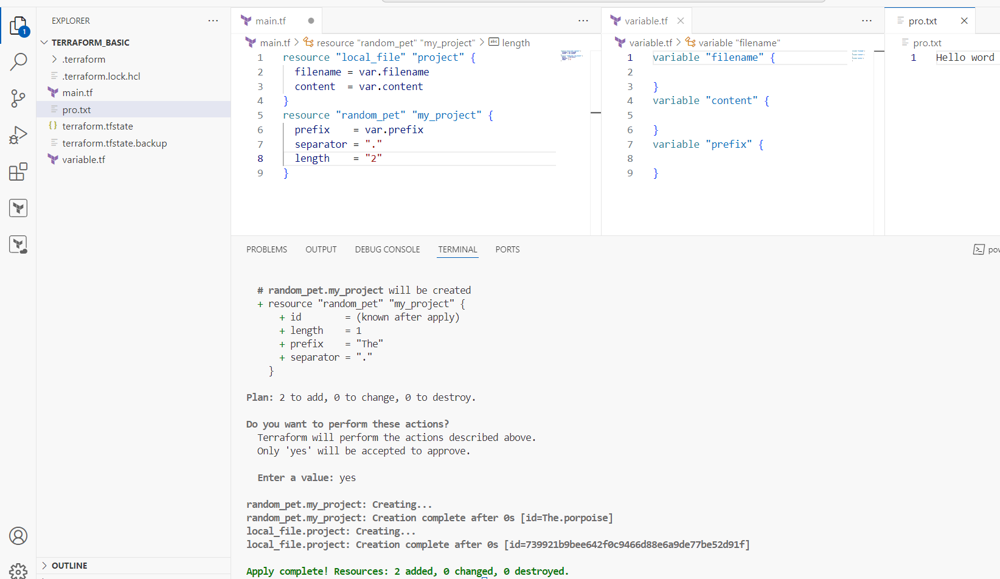 1
EXPLORER
TERRAFORM_BASIC
.terraform
.terraform.lock.hcl
main.tf
pro.txt
terraform.tfstate
terraform.tfstate.backup
variable.tf
OUTLINE
main.tf
main.tf > resource "random_pet" "my_project" > abc length
1 resource "local_file" "project" {
2 filename = var.filename
3 content = var.content
4 }
5 resource "random_pet" "my_project" {
6 prefix = var.prefix
7 separator = "."
8 length = "2"
9 }
variable.tf
variable.tf > variable "filename"
1 variable "filename" {
2
3 }
4 variable "content" {
5
6 }
7 variable "prefix" {
8
9 }
pro.txt
pro.txt
1 Hello word
PROBLEMS OUTPUT DEBUG CONSOLE TERMINAL PORTS
# random_pet.my_project will be created
+ resource "random_pet" "my_project" {
+ id = (known after apply)
+ length = 1
+ prefix = "The"
+ separator = "."
}
Plan: 2 to add, 0 to change, 0 to destroy.
Do you want to perform these actions?
Terraform will perform the actions described above.
Only 'yes' will be accepted to approve.
Enter a value: yes
random_pet.my_project: Creating...
random_pet.my_project: Creation complete after 0s [id=The.porpoise]
local_file.project: Creating...
local_file.project: Creation complete after 0s [id=739921b9bee642f0c9466d88e6a9de77be52d91f]
Apply complete! Resources: 2 added, 0 changed, 0 destroyed.